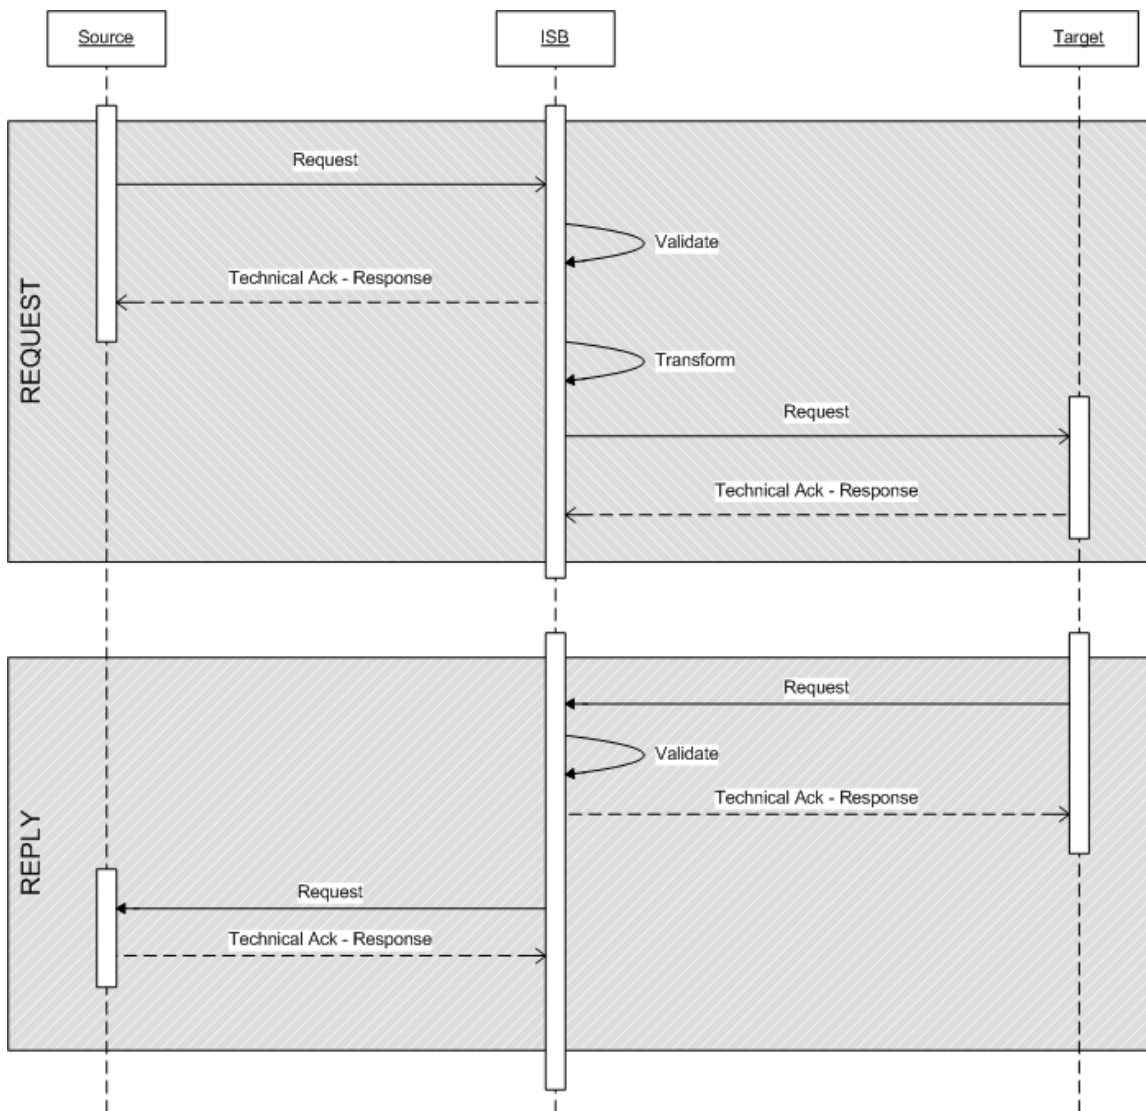 Source
ISB
Target
REQUEST
Request
Validate
Technical Ack - Response
Transform
Request
Technical Ack - Response
REPLY
Request
Validate
Technical Ack - Response
Request
Technical Ack - Response